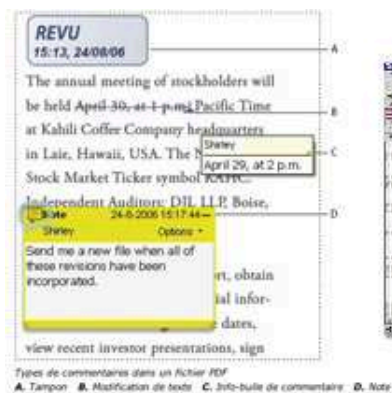 REVU
15:13, 24/08/06
A
The annual meeting of stockholders will
be held April 30, at 1 p.m. Pacific Time
B
at Kahili Coffee Company headquarters
Shirley
in Laie, Hawaii, USA. The
April 29, at 2 p.m.
C
Stock Market Ticker symbol KAHC.
Independent Auditors: DJL LLP, Boise,
Note 24-8-2006 15:17:44
D
Shirley Options
Send me a new file when all of
these revisions have been
incorporated.
rt, obtain
ial infor-
dates,
view recent investor presentations, sign
Types de commentaires dans un fichier PDF
A. Tampon B. Modification de texte C. Info-bulle de commentaire D. Note